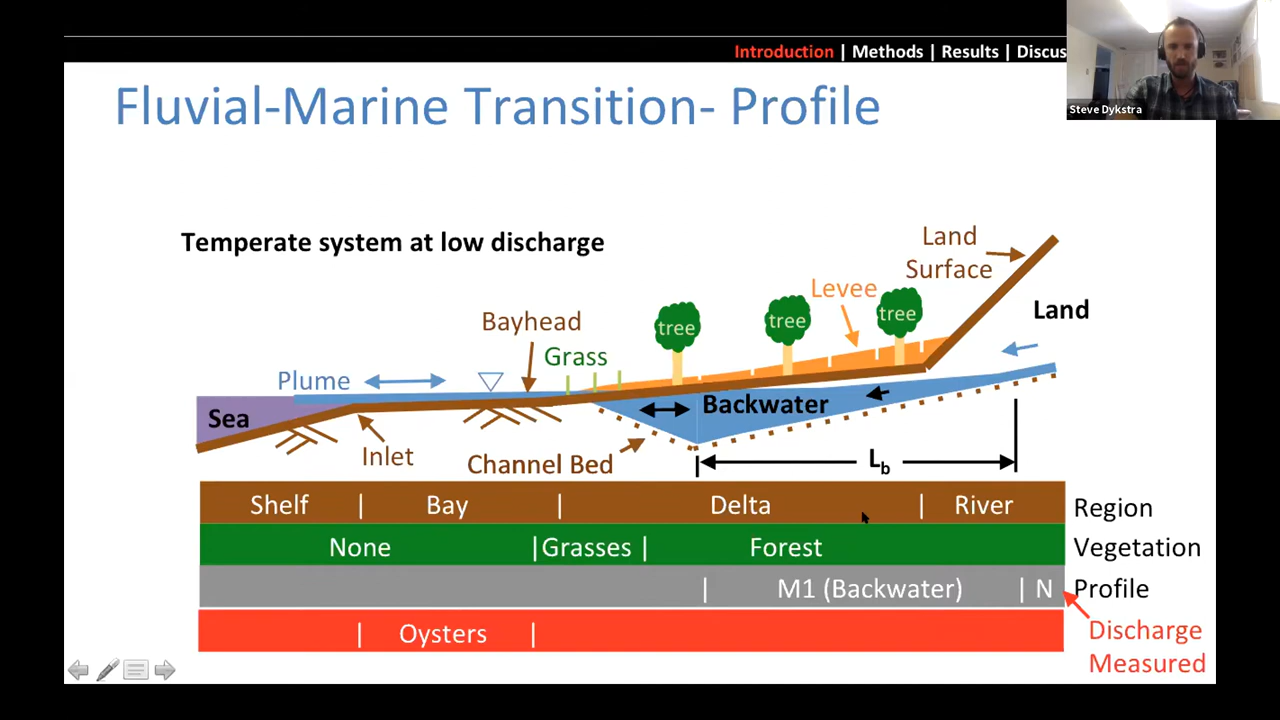 Introduction | Methods | Results | Discus
Steve Dykstra
Fluvial-Marine Transition- Profile
Temperate system at low discharge
Land
Surface
Levee
Land
Bayhead
tree
tree
tree
Grass
Plume
Sea
Backwater
Inlet
Channel Bed
Lb
Shelf | Bay | Delta | River
Region
None | Grasses | Forest
Vegetation
| M1 (Backwater) | N
Profile
| Oysters |
Discharge
Measured